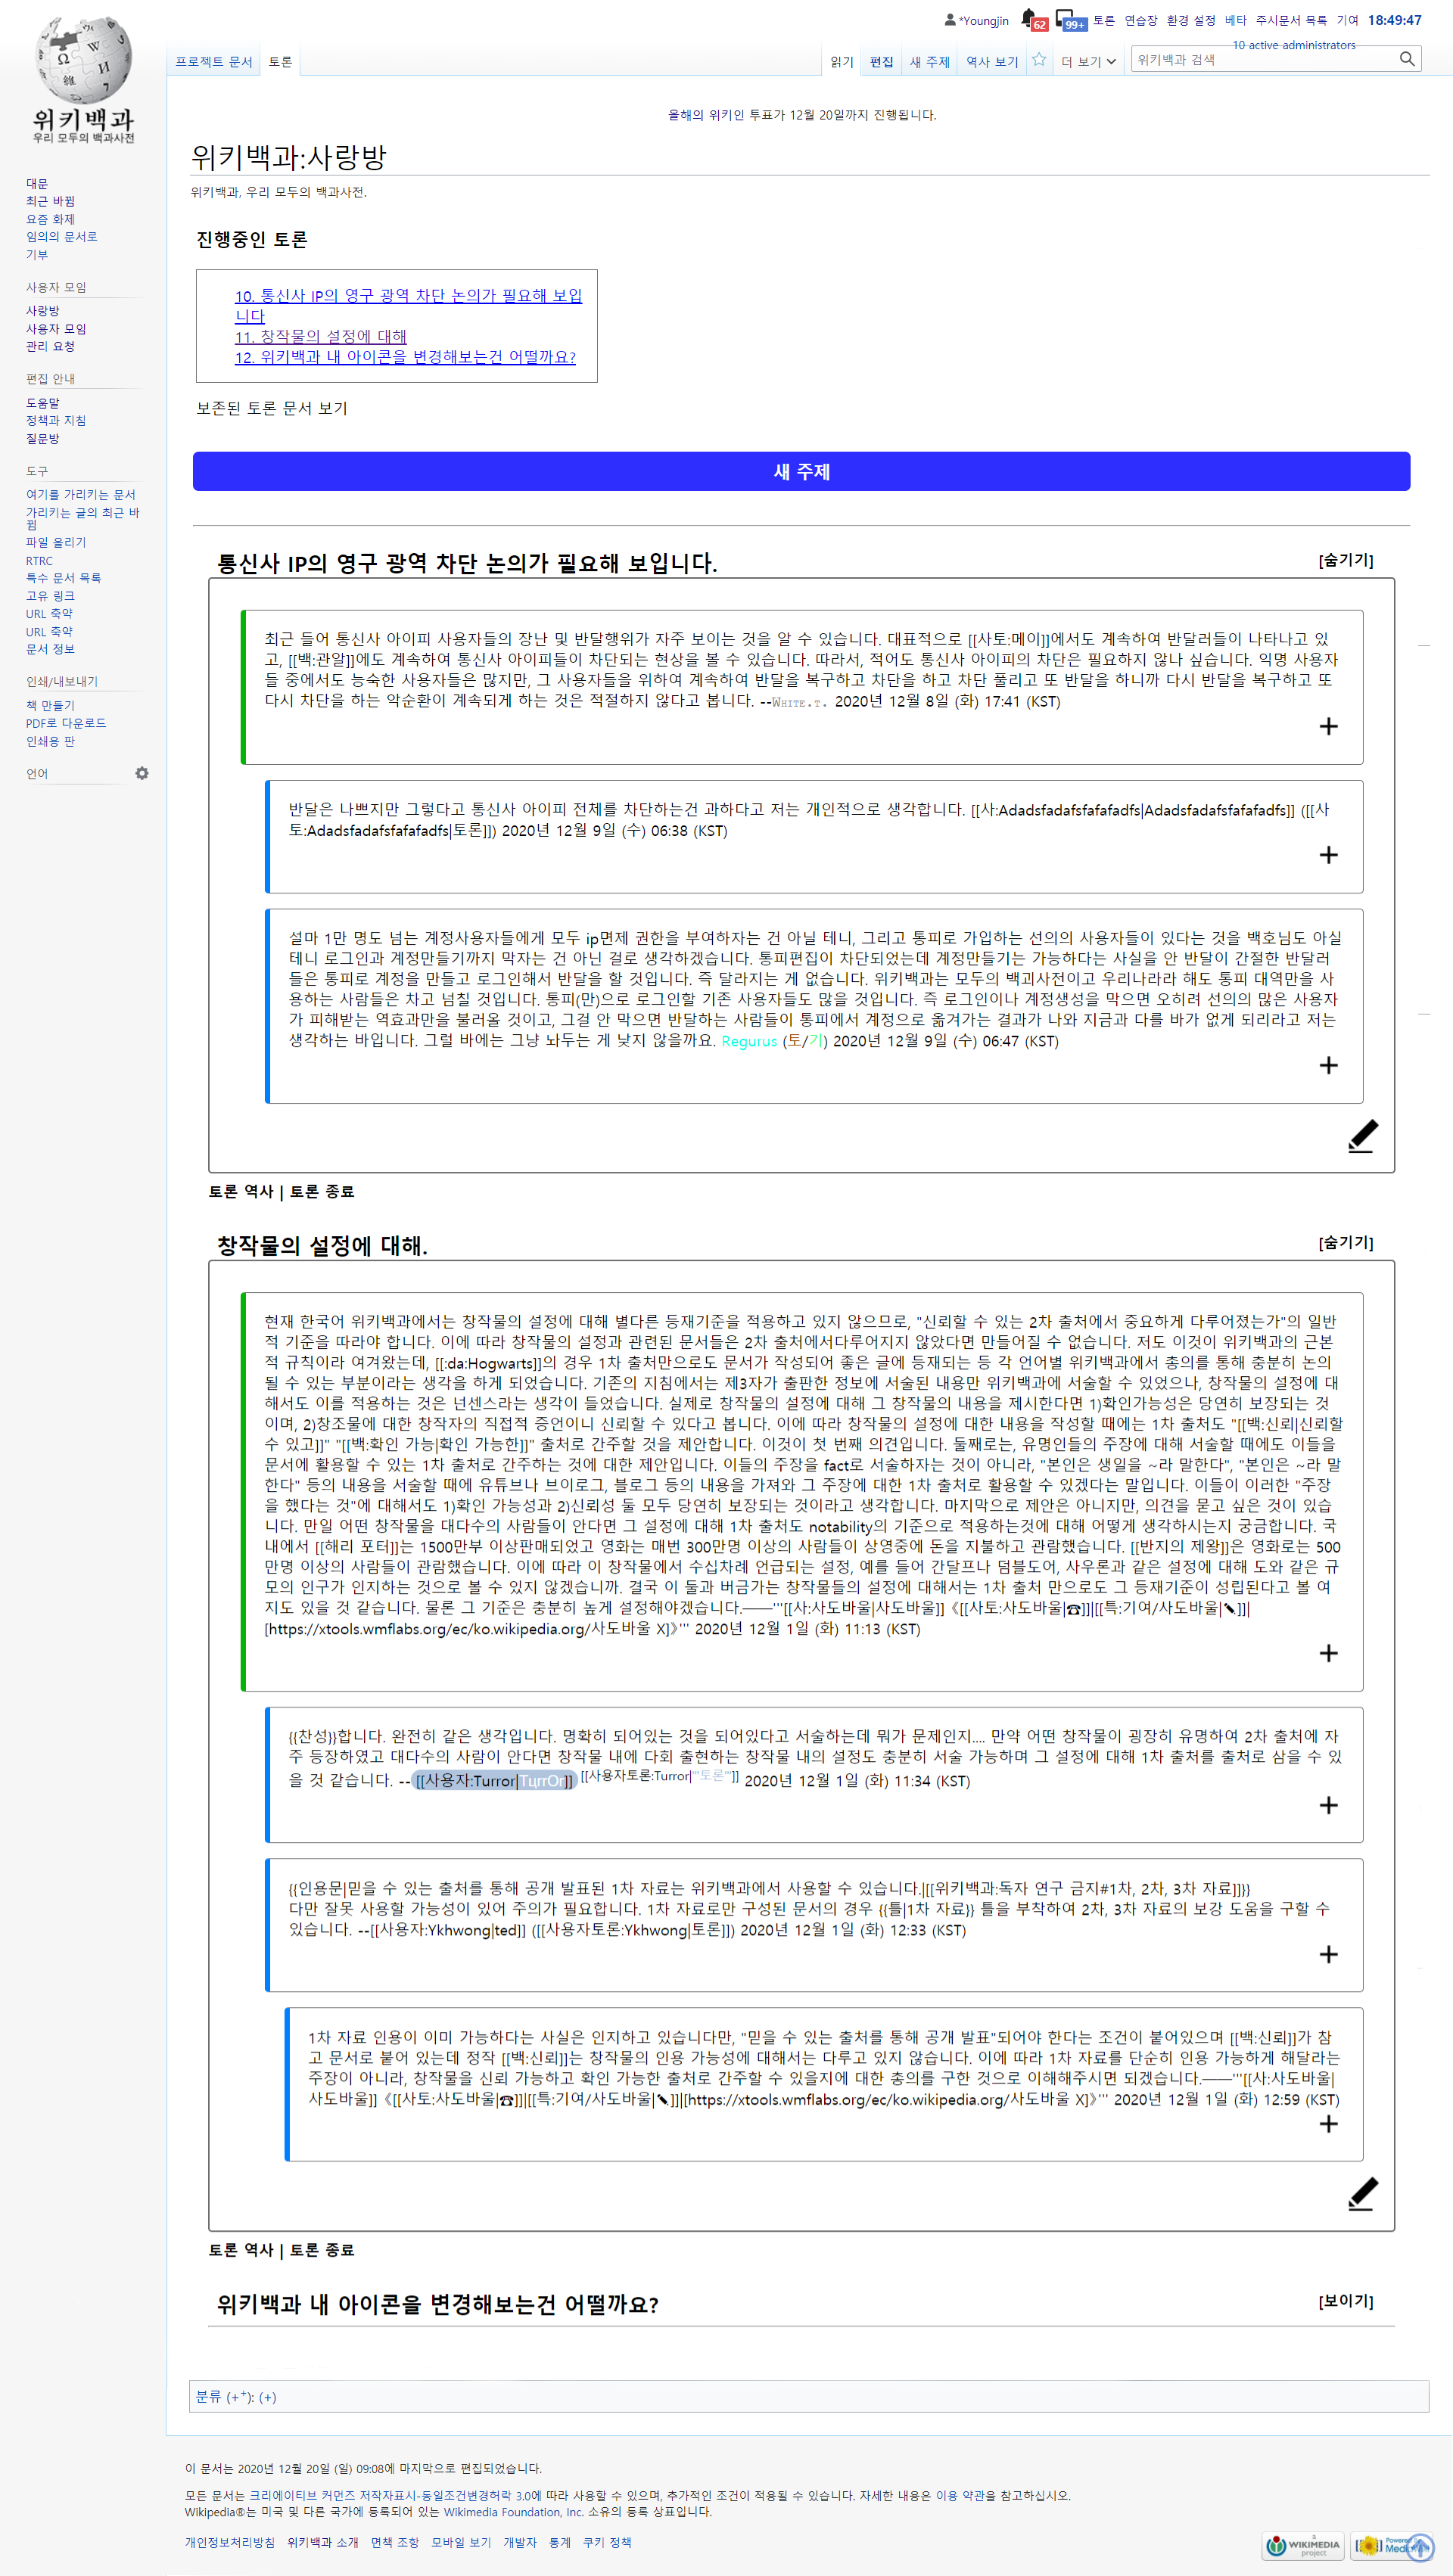 *Youngjin 62 99+ 토론 연습장 환경 설정 베타 주시문서 목록 기여 18:49:47
10 active administrators
프로젝트 문서 토론 읽기 편집 새 주제 역사 보기 더 보기 위키백과 검색
위키백과
우리 모두의 백과사전
올해의 위키인 투표가 12월 20일까지 진행됩니다.
위키백과:사랑방
위키백과, 우리 모두의 백과사전.
대문
최근 바뀜
요즘 화제
임의의 문서로
기부
사용자 모임
사랑방
사용자 모임
관리 요청
편집 안내
도움말
정책과 지침
질문방
도구
여기를 가리키는 문서
가리키는 글의 최근 바
뀜
파일 올리기
RTRC
특수 문서 목록
고유 링크
URL 축약
URL 축약
문서 정보
인쇄/내보내기
책 만들기
PDF로 다운로드
인쇄용 판
언어
진행중인 토론
10. 통신사 IP의 영구 광역 차단 논의가 필요해 보입
니다
11. 창작물의 설정에 대해
12. 위키백과 내 아이콘을 변경해보는건 어떨까요?
보존된 토론 문서 보기
새 주제
통신사 IP의 영구 광역 차단 논의가 필요해 보입니다. [숨기기]
최근 들어 통신사 아이피 사용자들의 장난 및 반달행위가 자주 보이는 것을 알 수 있습니다. 대표적으로 [[사토:메이]]에서도 계속하여 반달러들이 나타나고 있
고, [[백:관알]]에도 계속하여 통신사 아이피들이 차단되는 현상을 볼 수 있습니다. 따라서, 적어도 통신사 아이피의 차단은 필요하지 않나 싶습니다. 익명 사용자
들 중에서도 능숙한 사용자들은 많지만, 그 사용자들을 위하여 계속하여 반달을 복구하고 차단을 하고 차단 풀리고 또 반달을 하니까 다시 반달을 복구하고 또
다시 차단을 하는 악순환이 계속되게 하는 것은 적절하지 않다고 봅니다. --White.t. 2020년 12월 8일 (화) 17:41 (KST)
+
반달은 나쁘지만 그렇다고 통신사 아이피 전체를 차단하는건 과하다고 저는 개인적으로 생각합니다. [[사:Adadsfadafsfafafadfs|Adadsfadafsfafafadfs]] ([[사
토:Adadsfadafsfafafadfs|토론]]) 2020년 12월 9일 (수) 06:38 (KST)
+
설마 1만 명도 넘는 계정사용자들에게 모두 ip면제 권한을 부여하자는 건 아닐 테니, 그리고 통피로 가입하는 선의의 사용자들이 있다는 것을 백호님도 아실
테니 로그인과 계정만들기까지 막자는 건 아닌 걸로 생각하겠습니다. 통피편집이 차단되었는데 계정만들기는 가능하다는 사실을 안 반달이 간절한 반달러
들은 통피로 계정을 만들고 로그인해서 반달을 할 것입니다. 즉 달라지는 게 없습니다. 위키백과는 모두의 백괴사전이고 우리나라라 해도 통피 대역만을 사
용하는 사람들은 차고 넘칠 것입니다. 통피(만)으로 로그인할 기존 사용자들도 많을 것입니다. 즉 로그인이나 계정생성을 막으면 오히려 선의의 많은 사용자
가 피해받는 역효과만을 불러올 것이고, 그걸 안 막으면 반달하는 사람들이 통피에서 계정으로 옮겨가는 결과가 나와 지금과 다를 바가 없게 되리라고 저는
생각하는 바입니다. 그럴 바에는 그냥 놔두는 게 낮지 않을까요. Regurus (토/기) 2020년 12월 9일 (수) 06:47 (KST)
+
토론 역사 | 토론 종료
창작물의 설정에 대해. [숨기기]
현재 한국어 위키백과에서는 창작물의 설정에 대해 별다른 등재기준을 적용하고 있지 않으므로, "신뢰할 수 있는 2차 출처에서 중요하게 다루어졌는가"의 일반
적 기준을 따라야 합니다. 이에 따라 창작물의 설정과 관련된 문서들은 2차 출처에서다루어지지 않았다면 만들어질 수 없습니다. 저도 이것이 위키백과의 근본
적 규칙이라 여겨왔는데, [[:da:Hogwarts]]의 경우 1차 출처만으로도 문서가 작성되어 좋은 글에 등재되는 등 각 언어별 위키백과에서 총의를 통해 충분히 논의
될 수 있는 부분이라는 생각을 하게 되었습니다. 기존의 지침에서는 제3자가 출판한 정보에 서술된 내용만 위키백과에 서술할 수 있었으나, 창작물의 설정에 대
해서도 이를 적용하는 것은 넌센스라는 생각이 들었습니다. 실제로 창작물의 설정에 대해 그 창작물의 내용을 제시한다면 1)확인가능성은 당연히 보장되는 것
이며, 2)창조물에 대한 창작자의 직접적 증언이니 신뢰할 수 있다고 봅니다. 이에 따라 창작물의 설정에 대한 내용을 작성할 때에는 1차 출처도 "[[백:신뢰|신뢰할
수 있고]]" "[[백:확인 가능|확인 가능한]]" 출처로 간주할 것을 제안합니다. 이것이 첫 번째 의견입니다. 둘째로는, 유명인들의 주장에 대해 서술할 때에도 이들을
문서에 활용할 수 있는 1차 출처로 간주하는 것에 대한 제안입니다. 이들의 주장을 fact로 서술하자는 것이 아니라, "본인은 생일을 ~라 말한다", "본인은 ~라 말
한다" 등의 내용을 서술할 때에 유튜브나 브이로그, 블로그 등의 내용을 가져와 그 주장에 대한 1차 출처로 활용할 수 있겠다는 말입니다. 이들이 이러한 "주장
을 했다는 것"에 대해서도 1)확인 가능성과 2)신뢰성 둘 모두 당연히 보장되는 것이라고 생각합니다. 마지막으로 제안은 아니지만, 의견을 묻고 싶은 것이 있습
니다. 만일 어떤 창작물을 대다수의 사람들이 안다면 그 설정에 대해 1차 출처도 notability의 기준으로 적용하는것에 대해 어떻게 생각하시는지 궁금합니다. 국
내에서 [[해리 포터]]는 1500만부 이상판매되었고 영화는 매번 300만명 이상의 사람들이 상영중에 돈을 지불하고 관람했습니다. [[반지의 제왕]]은 영화로는 500
만명 이상의 사람들이 관람했습니다. 이에 따라 이 창작물에서 수십차례 언급되는 설정, 예를 들어 간달프나 덤블도어, 사우론과 같은 설정에 대해 도와 같은 규
모의 인구가 인지하는 것으로 볼 수 있지 않겠습니까. 결국 이 둘과 버금가는 창작물들의 설정에 대해서는 1차 출처 만으로도 그 등재기준이 성립된다고 볼 여
지도 있을 것 같습니다. 물론 그 기준은 충분히 높게 설정해야겠습니다.――'''[[사:사도바울|사도바울]]《[[사토:사도바울|☎]]|[[특:기여/사도바울|✎]]|
[https://xtools.wmflabs.org/ec/ko.wikipedia.org/사도바울 X]》''' 2020년 12월 1일 (화) 11:13 (KST)
+
{{찬성}}합니다. 완전히 같은 생각입니다. 명확히 되어있는 것을 되어있다고 서술하는데 뭐가 문제인지.... 만약 어떤 창작물이 굉장히 유명하여 2차 출처에 자
주 등장하였고 대다수의 사람이 안다면 창작물 내에 다회 출현하는 창작물 내의 설정도 충분히 서술 가능하며 그 설정에 대해 1차 출처를 출처로 삼을 수 있
을 것 같습니다. --[[사용자:Turror|TųrrOr]] [[사용자토론:Turror|'''토론''']] 2020년 12월 1일 (화) 11:34 (KST)
+
{{인용문|믿을 수 있는 출처를 통해 공개 발표된 1차 자료는 위키백과에서 사용할 수 있습니다.|[[위키백과:독자 연구 금지#1차, 2차, 3차 자료]]}}
다만 잘못 사용할 가능성이 있어 주의가 필요합니다. 1차 자료로만 구성된 문서의 경우 {{틀|1차 자료}} 틀을 부착하여 2차, 3차 자료의 보강 도움을 구할 수
있습니다. --[[사용자:Ykhwong|ted]] ([[사용자토론:Ykhwong|토론]]) 2020년 12월 1일 (화) 12:33 (KST)
+
1차 자료 인용이 이미 가능하다는 사실은 인지하고 있습니다만, "믿을 수 있는 출처를 통해 공개 발표"되어야 한다는 조건이 붙어있으며 [[백:신뢰]]가 참
고 문서로 붙어 있는데 정작 [[백:신뢰]]는 창작물의 인용 가능성에 대해서는 다루고 있지 않습니다. 이에 따라 1차 자료를 단순히 인용 가능하게 해달라는
주장이 아니라, 창작물을 신뢰 가능하고 확인 가능한 출처로 간주할 수 있을지에 대한 총의를 구한 것으로 이해해주시면 되겠습니다.――'''[[사:사도바울|
사도바울]]《[[사토:사도바울|☎]]|[[특:기여/사도바울|✎]]|[https://xtools.wmflabs.org/ec/ko.wikipedia.org/사도바울 X]》''' 2020년 12월 1일 (화) 12:59 (KST)
+
토론 역사 | 토론 종료
위키백과 내 아이콘을 변경해보는건 어떨까요? [보이기]
분류 (++): (+)
이 문서는 2020년 12월 20일 (일) 09:08에 마지막으로 편집되었습니다.
모든 문서는 크리에이티브 커먼즈 저작자표시-동일조건변경허락 3.0에 따라 사용할 수 있으며, 추가적인 조건이 적용될 수 있습니다. 자세한 내용은 이용 약관을 참고하십시오.
Wikipedia®는 미국 및 다른 국가에 등록되어 있는 Wikimedia Foundation, Inc. 소유의 등록 상표입니다.
개인정보처리방침 위키백과 소개 면책 조항 모바일 보기 개발자 통계 쿠키 정책
a WIKIMEDIA project Powered MediaWiki